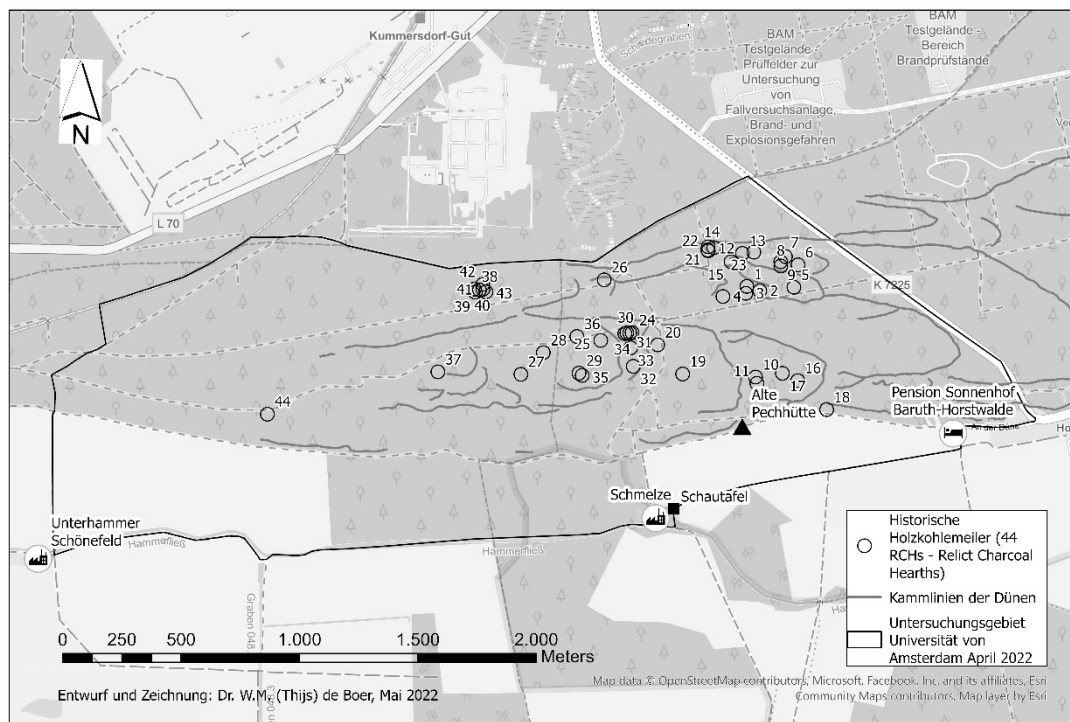 Kummersdorf-Gut
Scheidegraben
BAM
Testgelände -
Prüffelder zur
Untersuchung
von
Fallversuchsanlage,
Brand- und
Explosionsgefahren
BAM
Testgelände -
Bereich
Brandprüfstände
N
L 70
K 7225
14
22
12
13
7
8
6
21
23
15
9
5
1
4
3
2
26
42
38
41
43
39
40
30
24
36
28
25
31
20
34
33
37
27
29
35
32
19
11
10
16
17
18
44
Alte
Pechhütte
Pension Sonnenhof
Baruth-Horstwalde
An der Düne
Schmelze
Schautafel
Unterhammer
Schönefeld
Hammerfließ
Graben 048.
Historische
Holzkohlemeiler (44
RCHs - Relict Charcoal
Hearths)
Kammlinien der Dünen
Untersuchungsgebiet
Universität von
Amsterdam April 2022
0 250 500 1.000 1.500 2.000
Meters
Entwurf und Zeichnung: Dr. W.M. (Thijs) de Boer, Mai 2022
Map data © OpenStreetMap contributors, Microsoft, Facebook, Inc. and its affiliates, Esri
Community Maps contributors, Map layer by Esri